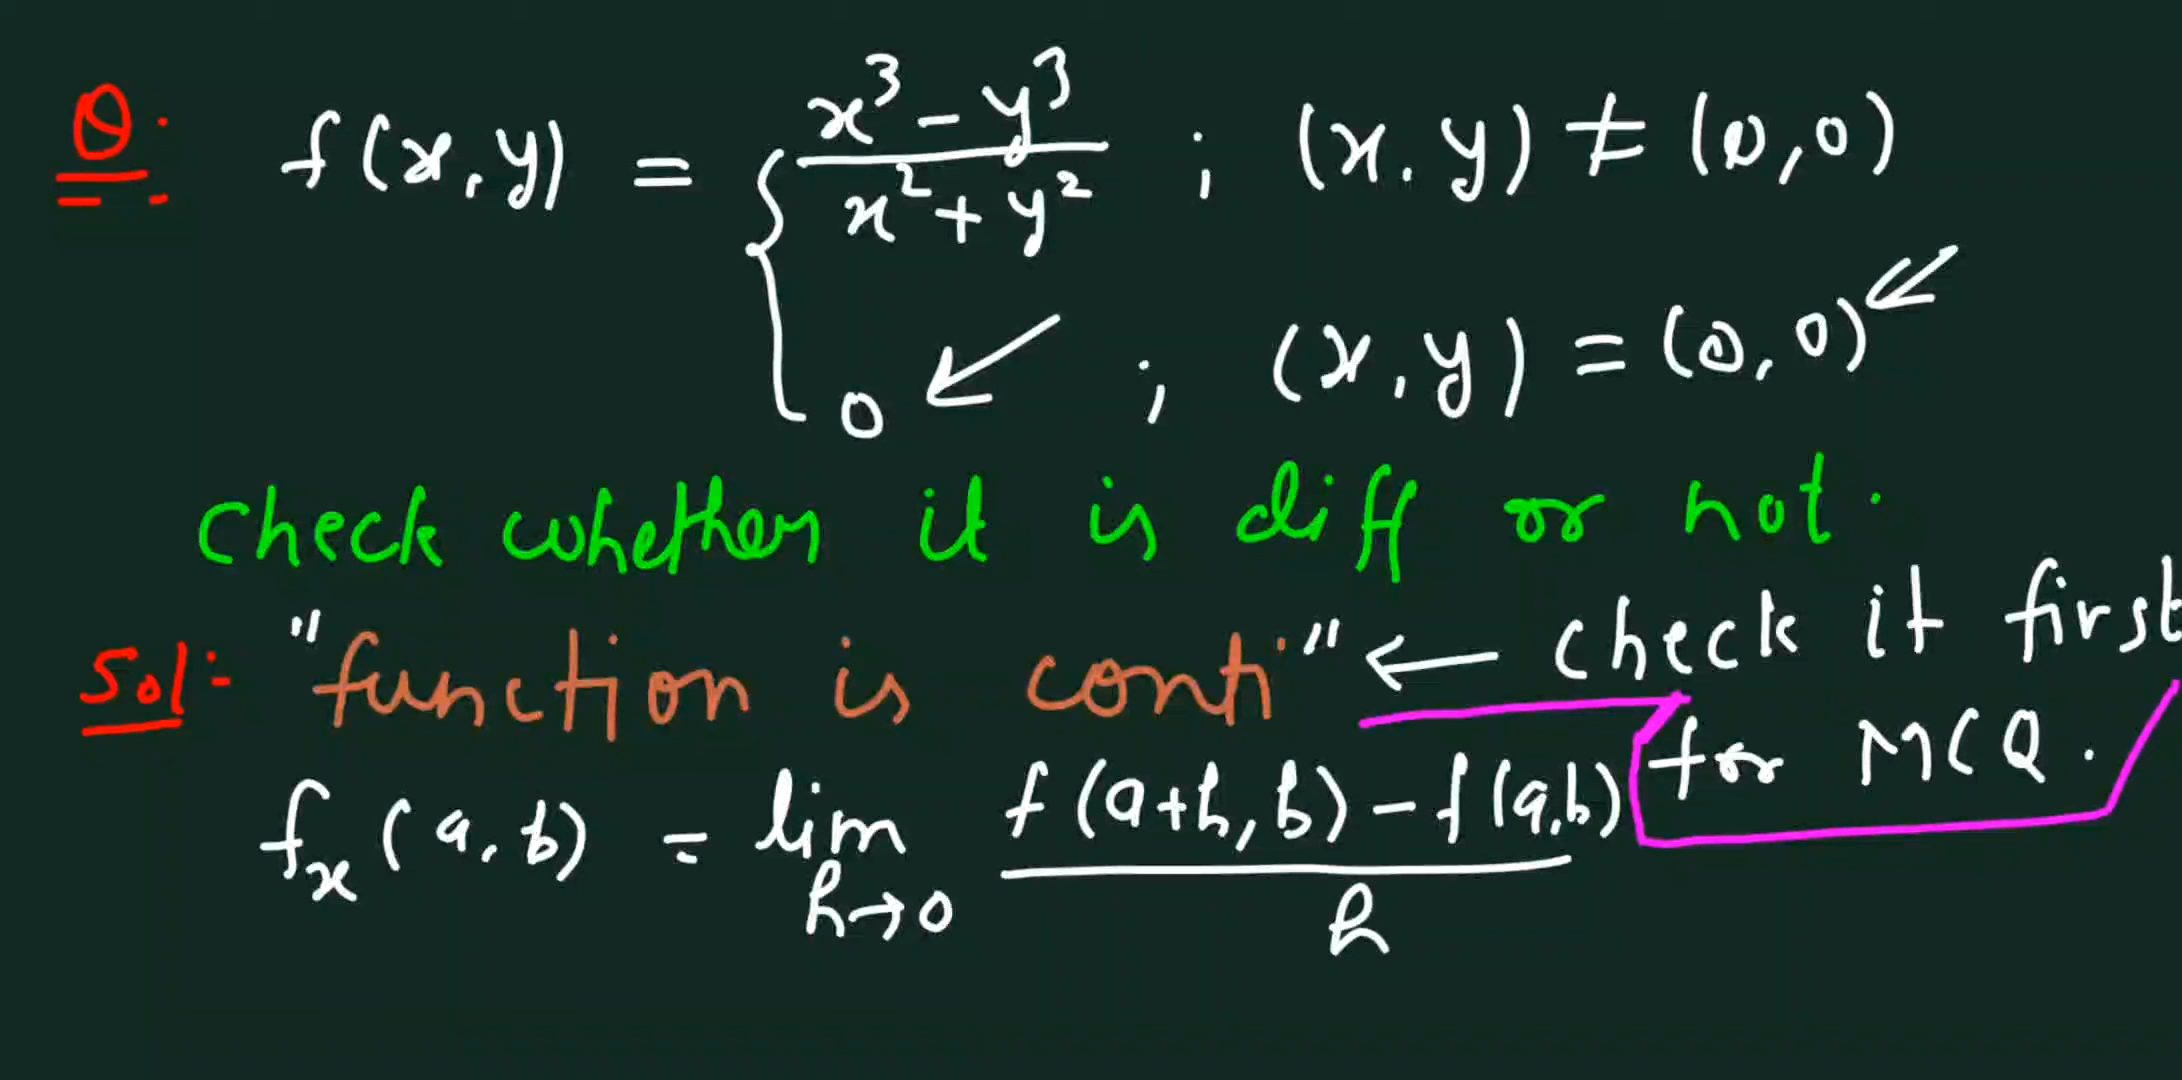 Q. f(x,y) = { x³ - y³ / x² + y² ; (x,y) ≠ (0,0)
0 ; (x,y) = (0,0)
check whether it is diff or not.
Sol:- "function is conti." ← check it first
for MCQ.
fₓ(a,b) = lim h→0 f(a+h,b) - f(a,b) / h